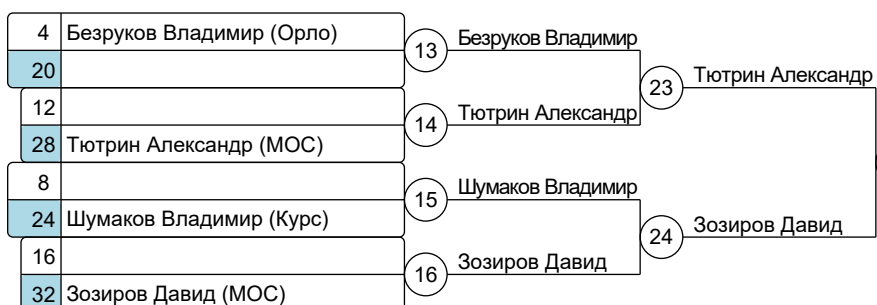 4 Безруков Владимир (Орло)
20
13 Безруков Владимир
12
28 Тютрин Александр (МОС)
14 Тютрин Александр
23 Тютрин Александр
8
24 Шумаков Владимир (Курс)
15 Шумаков Владимир
16
32 Зозиров Давид (МОС)
16 Зозиров Давид
24 Зозиров Давид